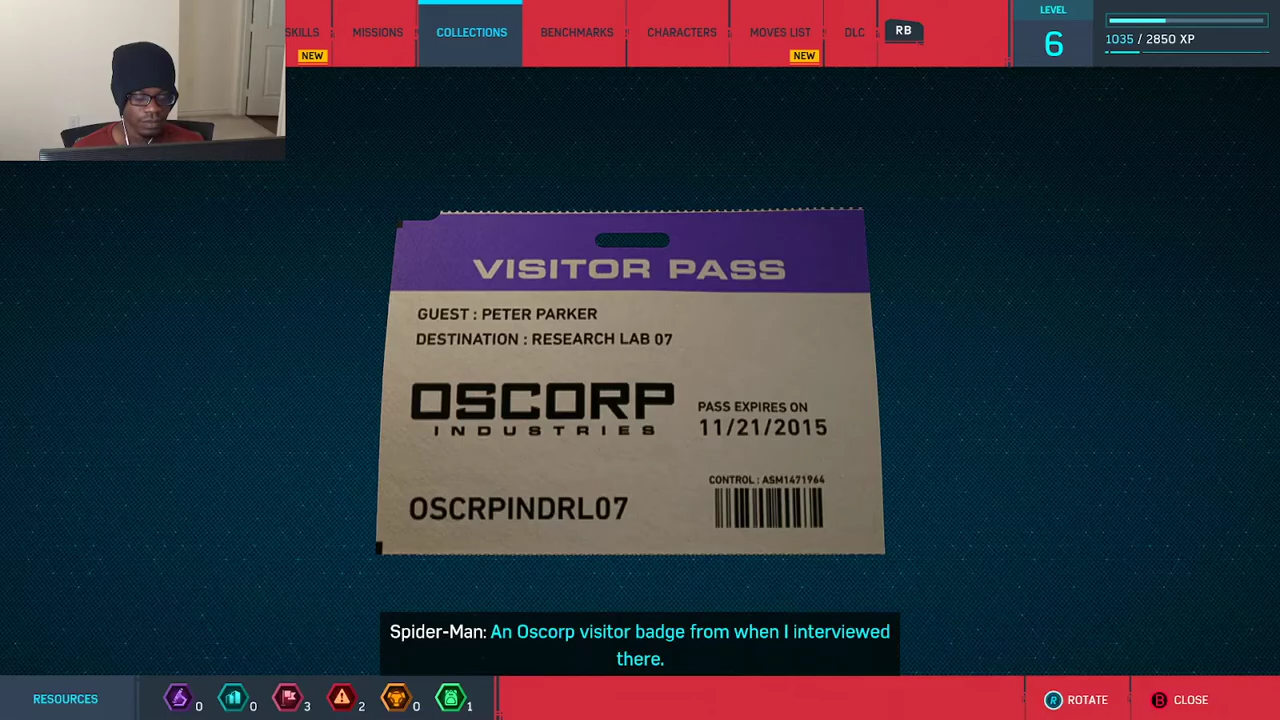 SKILLS
NEW
MISSIONS
COLLECTIONS
BENCHMARKS
CHARACTERS
MOVES LIST
NEW
DLC
RB
LEVEL
6
1035 / 2850 XP
VISITOR PASS
GUEST : PETER PARKER
DESTINATION : RESEARCH LAB 07
OSCORP
INDUSTRIES
PASS EXPIRES ON
11/21/2015
CONTROL : ASM1471964
OSCRPINDRL07
Spider-Man: An Oscorp visitor badge from when I interviewed
there.
RESOURCES
0
0
3
2
0
1
R ROTATE
B CLOSE